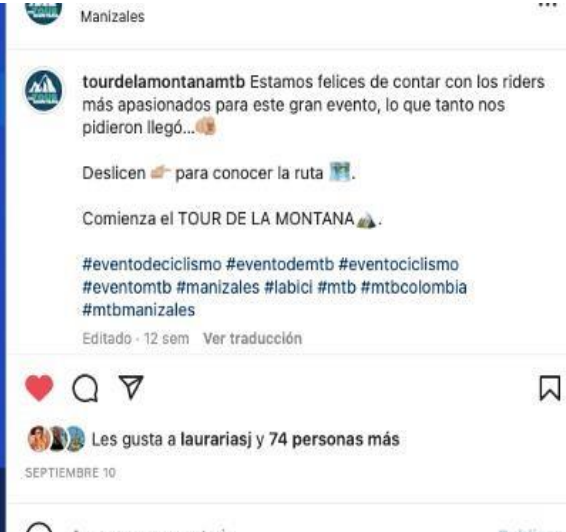 Manizales
tourdelamontanamtb Estamos felices de contar con los riders
más apasionados para este gran evento, lo que tanto nos
pidieron llegó...
Deslicen para conocer la ruta .
Comienza el TOUR DE LA MONTANA .
#eventodeciclismo #eventodemtb #eventociclismo
#eventomtb #manizales #labici #mtb #mtbcolombia
#mtbmanizales
Editado · 12 sem Ver traducción
Les gusta a laurariasj y 74 personas más
SEPTIEMBRE 10